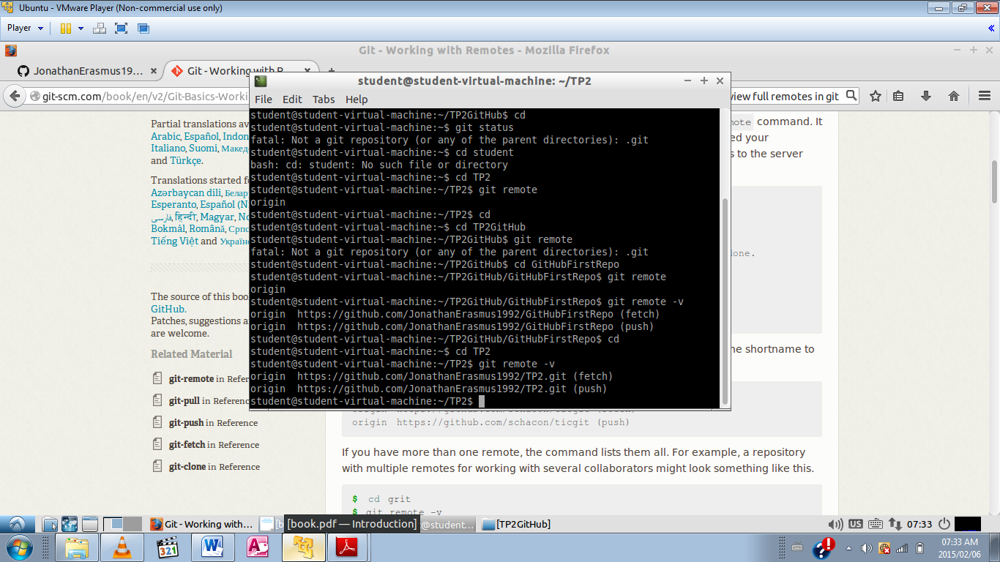 Ubuntu - VMware Player (Non-commercial use only)
Player
Git - Working with Remotes - Mozilla Firefox
JonathanErasmus19...
Git - Working with R
git-scm.com/book/en/v2/Git-Basics-Worki
view full remotes in git
student@student-virtual-machine: ~/TP2
File Edit Tabs Help
student@student-virtual-machine:~/TP2GitHub$ cd
student@student-virtual-machine:~$ git status
fatal: Not a git repository (or any of the parent directories): .git
student@student-virtual-machine:~$ cd student
bash: cd: student: No such file or directory
student@student-virtual-machine:~$ cd TP2
student@student-virtual-machine:~/TP2$ git remote
origin
student@student-virtual-machine:~/TP2$ cd
student@student-virtual-machine:~$ cd TP2GitHub
student@student-virtual-machine:~/TP2GitHub$ git remote
fatal: Not a git repository (or any of the parent directories): .git
student@student-virtual-machine:~/TP2GitHub$ cd GitHubFirstRepo
student@student-virtual-machine:~/TP2GitHub/GitHubFirstRepo$ git remote
origin
student@student-virtual-machine:~/TP2GitHub/GitHubFirstRepo$ git remote -v
origin https://github.com/JonathanErasmus1992/GitHubFirstRepo (fetch)
origin https://github.com/JonathanErasmus1992/GitHubFirstRepo (push)
student@student-virtual-machine:~/TP2GitHub/GitHubFirstRepo$ cd
student@student-virtual-machine:~$ cd TP2
student@student-virtual-machine:~/TP2$ git remote -v
origin https://github.com/JonathanErasmus1992/TP2.git (fetch)
origin https://github.com/JonathanErasmus1992/TP2.git (push)
student@student-virtual-machine:~/TP2$
Partial translations av
Arabic, Español, Indon
Italiano, Suomi, Макед
and Türkçe.
Translations started f
Azərbaycan dili, Белар
Esperanto, Español (N
فارسی, हिन्दी, Magyar, No
Bokmål, Română, Срп
Tiếng Việt and Україн
The source of this boo
GitHub.
Patches, suggestions a
are welcome.
Related Material
git-remote in Refer
git-pull in Reference
git-push in Reference
git-fetch in Reference
git-clone in Reference
mote command. It
ed your
s to the server
lone.
he shortname to
origin https://github.com/schacon/ticgit (push)
If you have more than one remote, the command lists them all. For example, a repository
with multiple remotes for working with several collaborators might look something like this.
$ cd grit
$ git remote -v
Git - Working with...
[b
[book.pdf — Introduction]
@student...
[TP2GitHub]
US
07:33
321
07:33 AM
2015/02/06